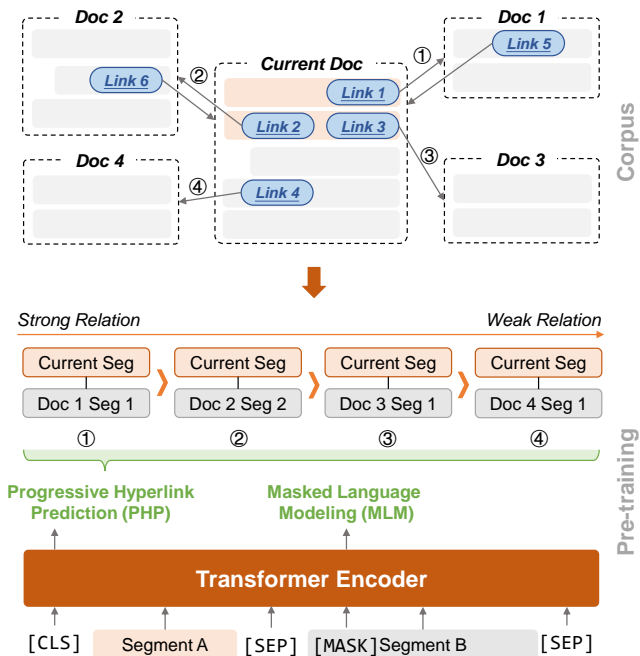 Doc 2
Link 6
②
Current Doc
Link 1
Link 2
Link 3
Link 4
①
Doc 1
Link 5
Doc 4
④
③
Doc 3
Corpus
Strong Relation
Weak Relation
Current Seg
Doc 1 Seg 1
①
Current Seg
Doc 2 Seg 2
②
Current Seg
Doc 3 Seg 1
③
Current Seg
Doc 4 Seg 1
④
Progressive Hyperlink
Prediction (PHP)
Masked Language
Modeling (MLM)
Pre-training
Transformer Encoder
[CLS]
Segment A
[SEP]
[MASK]Segment B
[SEP]